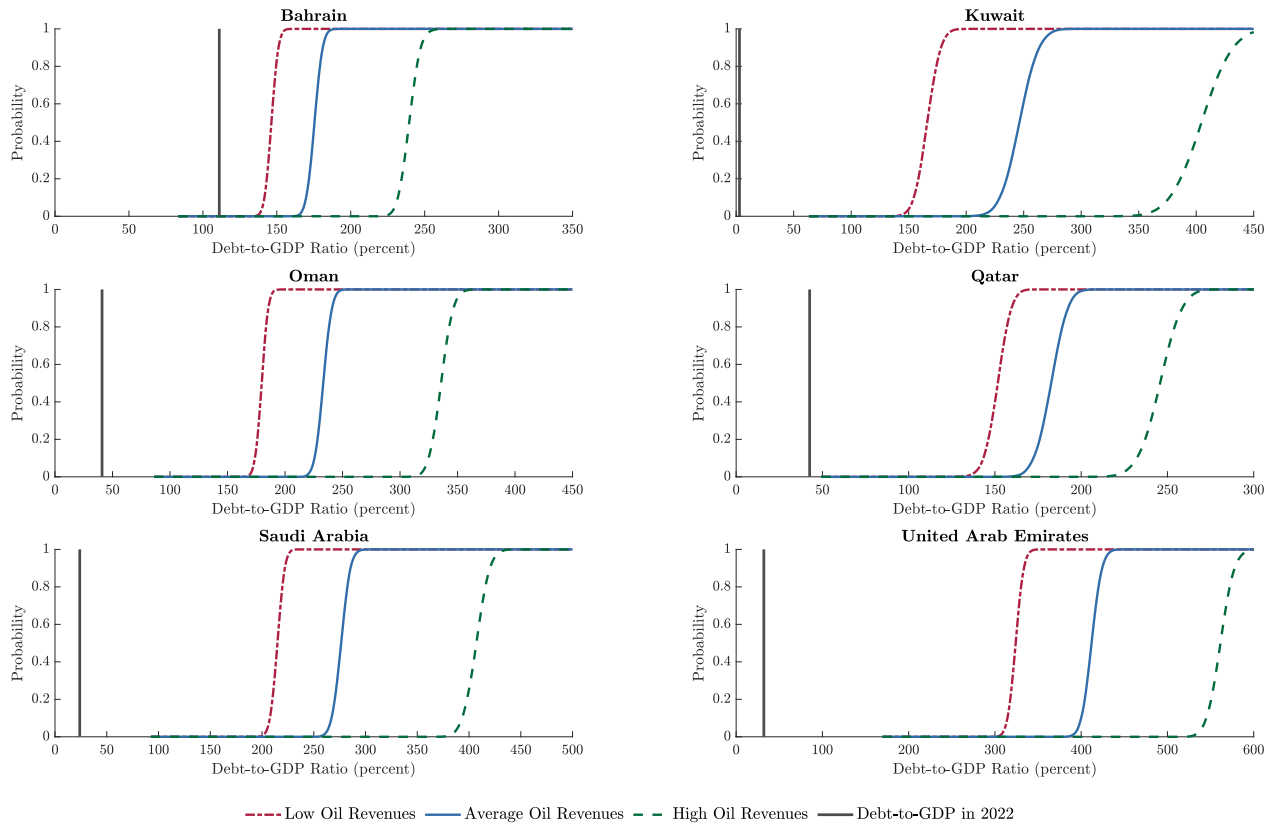 Bahrain
1
0.8
0.6
0.4
0.2
0
Probability
0 50 100 150 200 250 300 350
Debt-to-GDP Ratio (percent)
Kuwait
1
0.8
0.6
0.4
0.2
0
Probability
0 50 100 150 200 250 300 350 400 450
Debt-to-GDP Ratio (percent)
Oman
1
0.8
0.6
0.4
0.2
0
Probability
0 50 100 150 200 250 300 350 400 450
Debt-to-GDP Ratio (percent)
Qatar
1
0.8
0.6
0.4
0.2
0
Probability
0 50 100 150 200 250 300
Debt-to-GDP Ratio (percent)
Saudi Arabia
1
0.8
0.6
0.4
0.2
0
Probability
0 50 100 150 200 250 300 350 400 450 500
Debt-to-GDP Ratio (percent)
United Arab Emirates
1
0.8
0.6
0.4
0.2
0
Probability
0 100 200 300 400 500 600
Debt-to-GDP Ratio (percent)
Low Oil Revenues Average Oil Revenues High Oil Revenues Debt-to-GDP in 2022